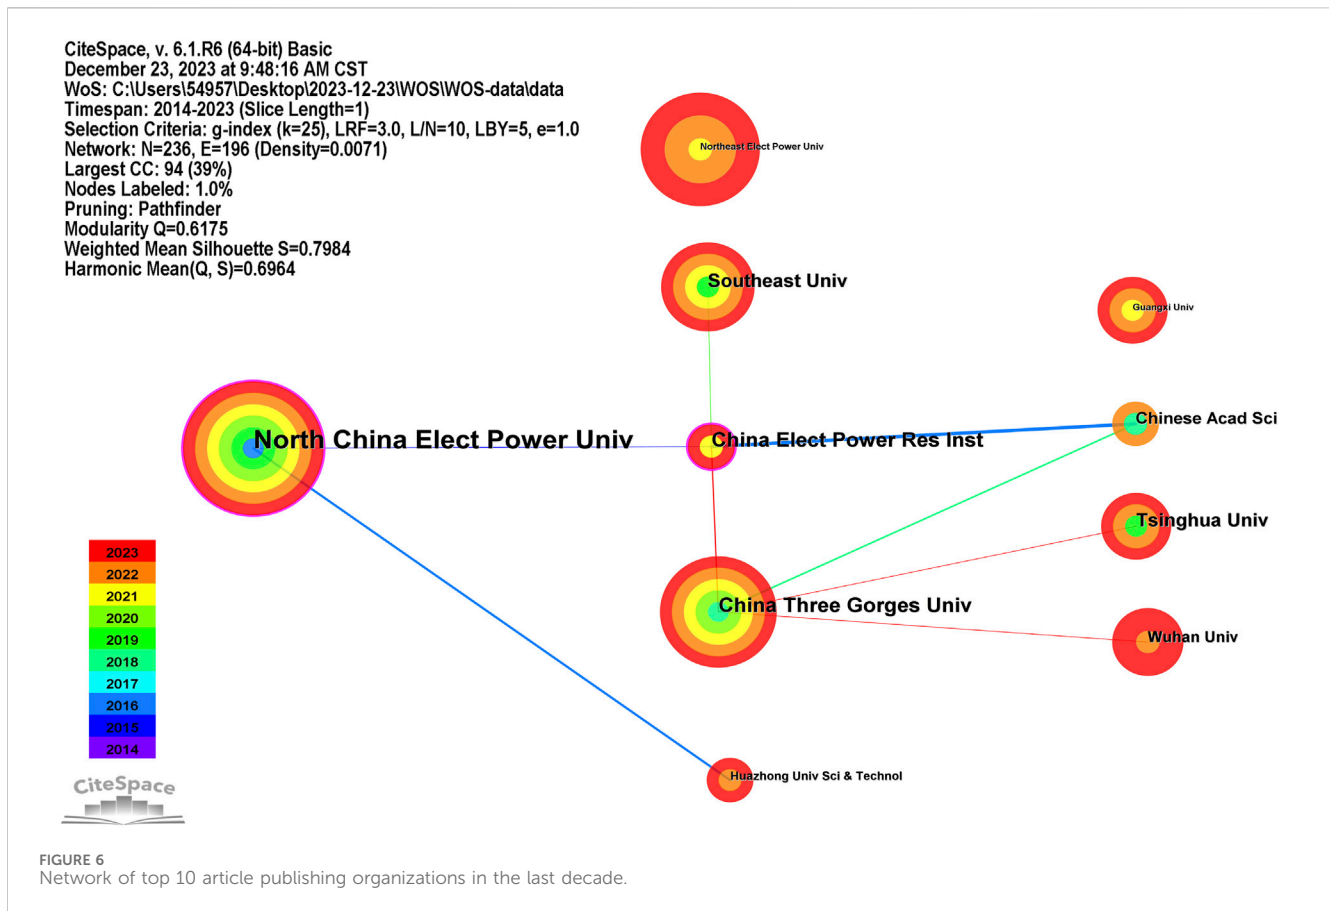 CiteSpace, v. 6.1.R6 (64-bit) Basic
December 23, 2023 at 9:48:16 AM CST
WoS: C:\Users\54957\Desktop\2023-12-23\WOS\WOS-data\data
Timespan: 2014-2023 (Slice Length=1)
Selection Criteria: g-index (k=25), LRF=3.0, L/N=10, LBY=5, e=1.0
Network: N=236, E=196 (Density=0.0071)
Largest CC: 94 (39%)
Nodes Labeled: 1.0%
Pruning: Pathfinder
Modularity Q=0.6175
Weighted Mean Silhouette S=0.7984
Harmonic Mean(Q, S)=0.6964
Northeast Elect Power Univ
Southeast Univ
Guangxi Univ
Chinese Acad Sci
North China Elect Power Univ
China Elect Power Res Inst
Tsinghua Univ
China Three Gorges Univ
Wuhan Univ
Huazhong Univ Sci & Technol
2023
2022
2021
2020
2019
2018
2017
2016
2015
2014
CiteSpace
FIGURE 6
Network of top 10 article publishing organizations in the last decade.